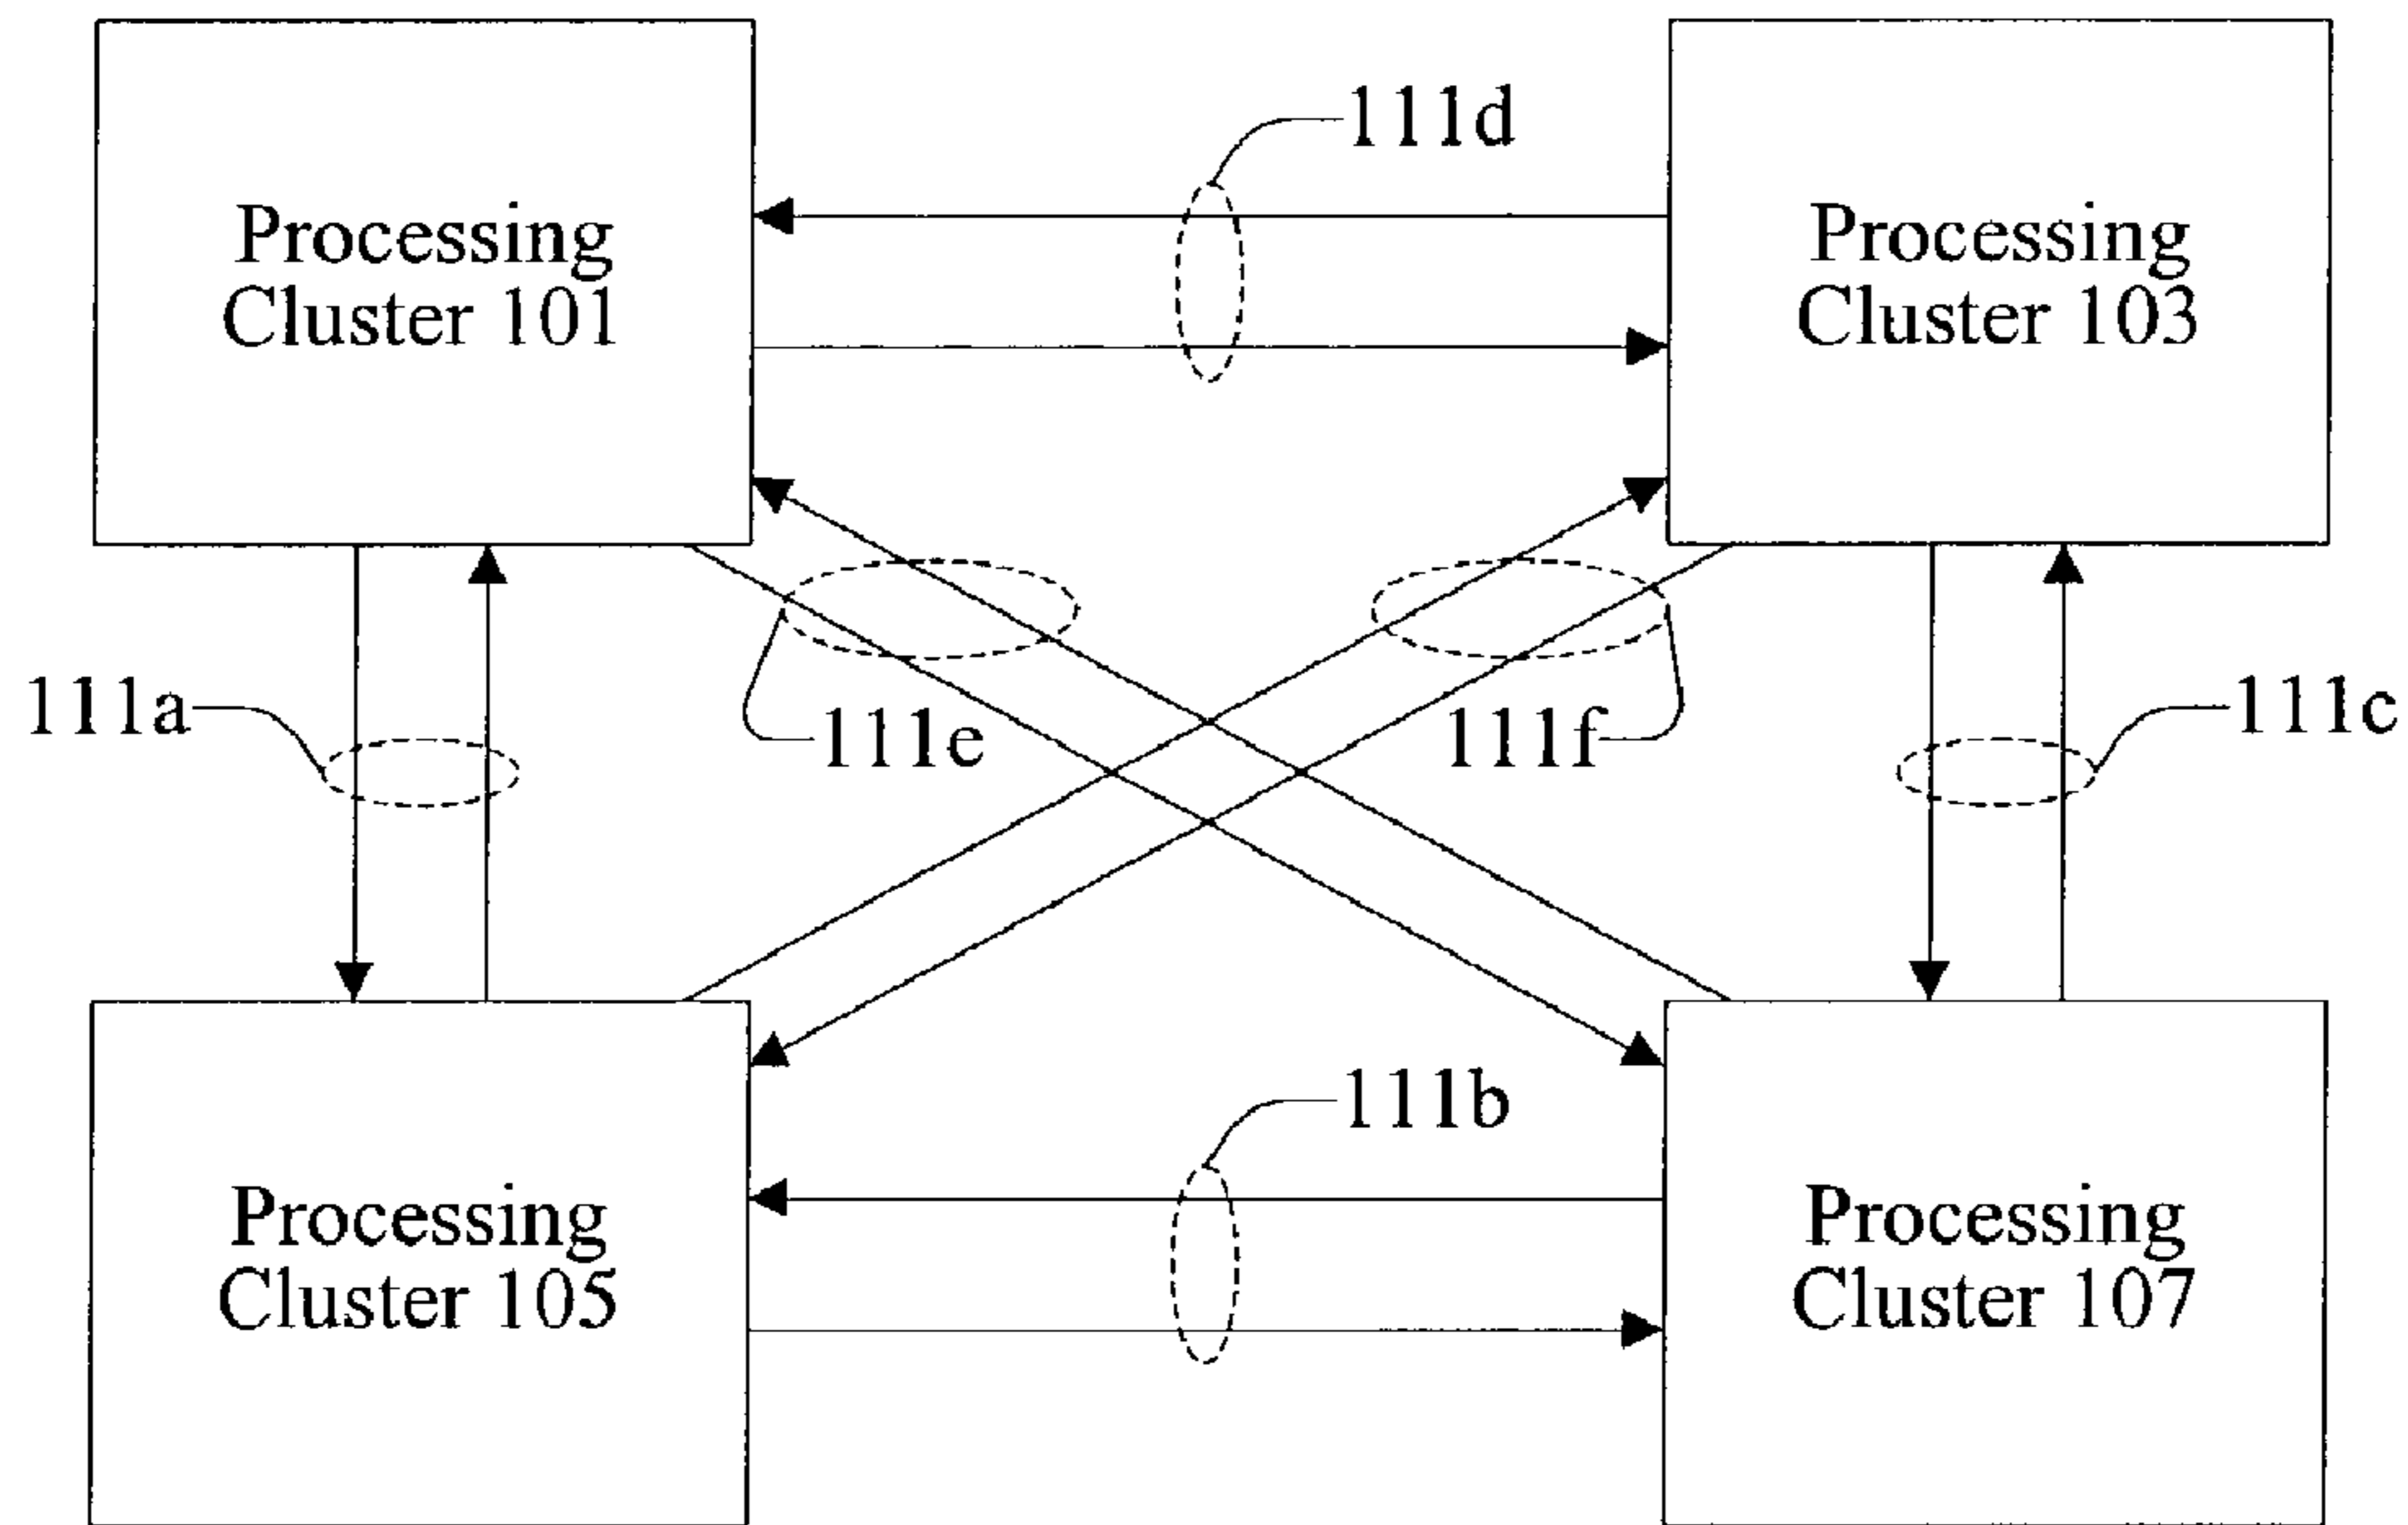 111d
Processing
Cluster 101
Processing
Cluster 103
111a
111e
111f
111c
111b
Processing
Cluster 105
Processing
Cluster 107